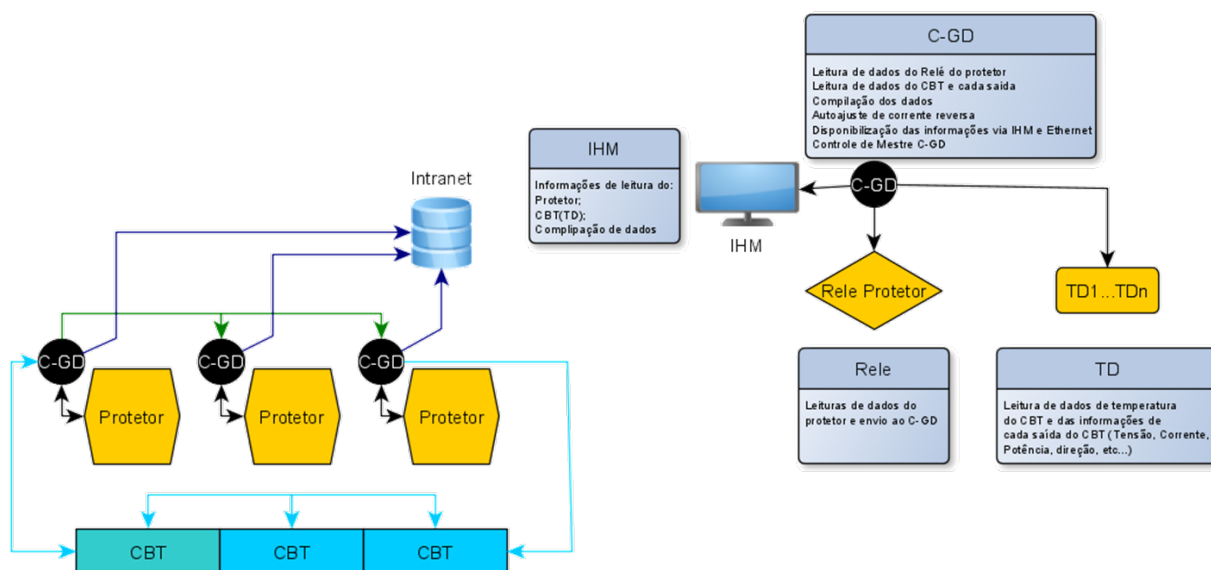 Intranet
C-GD
C-GD
C-GD
Protetor
Protetor
Protetor
CBT
CBT
CBT
C-GD
Leitura de dados do Relé do protetor
Leitura de dados do CBT e cada saida
Compilação dos dados
Autoajuste de corrente reversa
Disponibilização das informações via IHM e Ethernet
Controle de Mestre C-GD
IHM
Informações de leitura do:
Protetor;
CBT(TD);
Complipação de dados
IHM
C-GD
Rele Protetor
TD1...TDn
Rele
Leituras de dados do
protetor e envio ao C-GD
TD
Leitura de dados de temperatura
do CBT e das informações de
cada saída do CBT ( Tensão, Corrente,
Potência, direção, etc...)